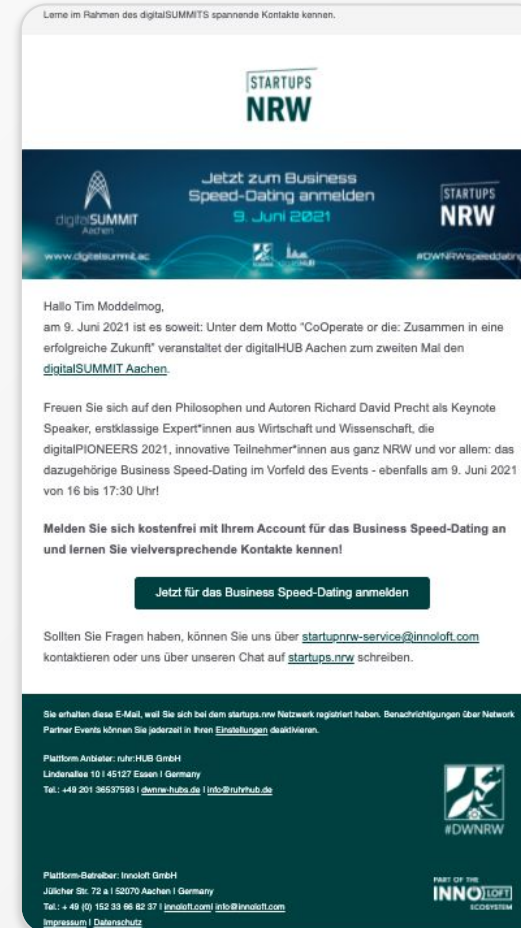 Lerne im Rahmen des digitalSUMMITS spannende Kontakte kennen.
STARTUPS
NRW
Jetzt zum Business
Speed-Dating anmelden
9. Juni 2021
digitalSUMMIT
Aachen
www.digitalsummit.ac
STARTUPS
NRW
#DWNRWspeeddating
Hallo Tim Moddelmog,
am 9. Juni 2021 ist es soweit: Unter dem Motto "CoOperate or die: Zusammen in eine
erfolgreiche Zukunft" veranstaltet der digitalHUB Aachen zum zweiten Mal den
digitalSUMMIT Aachen.
Freuen Sie sich auf den Philosophen und Autoren Richard David Precht als Keynote
Speaker, erstklassige Expert*innen aus Wirtschaft und Wissenschaft, die
digitalPIONEERS 2021, innovative Teilnehmer*innen aus ganz NRW und vor allem: das
dazugehörige Business Speed-Dating im Vorfeld des Events - ebenfalls am 9. Juni 2021
von 16 bis 17:30 Uhr!
Melden Sie sich kostenfrei mit Ihrem Account für das Business Speed-Dating an
und lernen Sie vielversprechende Kontakte kennen!
Jetzt für das Business Speed-Dating anmelden
Sollten Sie Fragen haben, können Sie uns über startupnrw-service@innoloft.com
kontaktieren oder uns über unseren Chat auf startups.nrw schreiben.
Sie erhalten diese E-Mail, weil Sie sich bei dem startups.nrw Netzwerk registriert haben. Benachrichtigungen über Network
Partner Events können Sie jederzeit in Ihren Einstellungen deaktivieren.
Plattform Anbieter: ruhr:HUB GmbH
Lindenallee 10 I 45127 Essen I Germany
Tel.: +49 201 36537593 I dwnrw-hubs.de I info@ruhrhub.de
#DWNRW
Plattform-Betreiber: Innoloft GmbH
Jülicher Str. 72 a I 52070 Aachen I Germany
Tel.: + 49 (0) 152 33 66 82 37 I innoloft.com I info@innoloft.com
Impressum | Datenschutz
PART OF THE
INNOLOFT
ECOSYSTEM